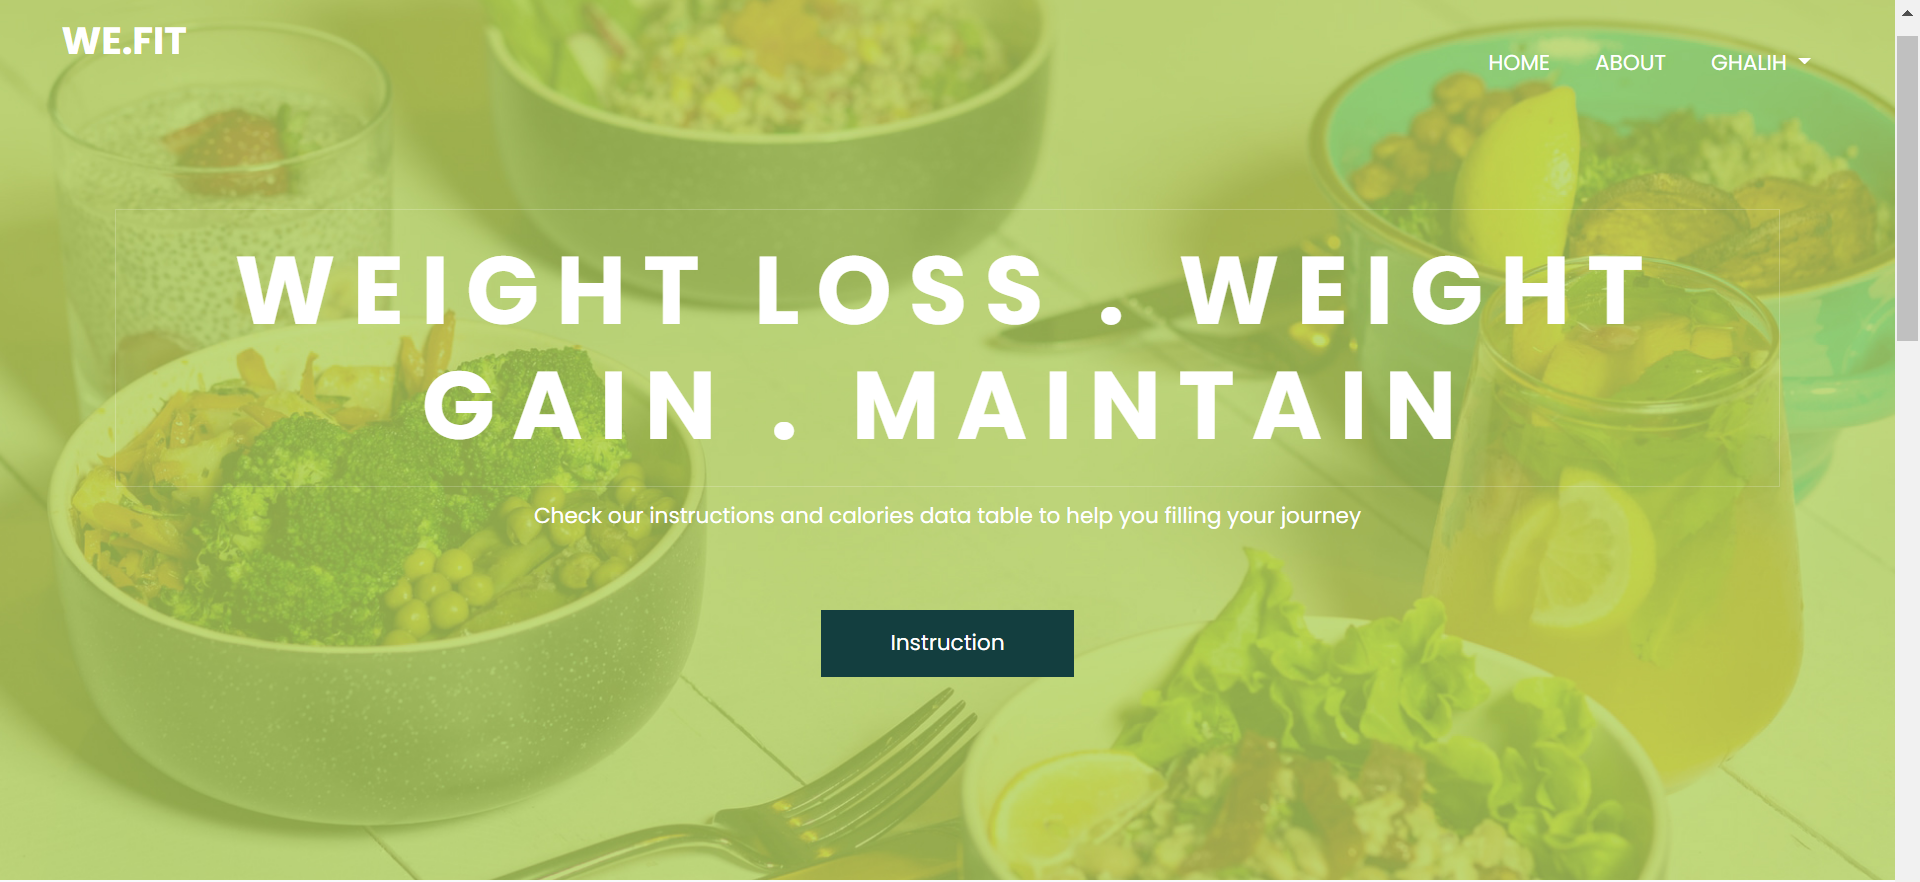 WE.FIT
HOME ABOUT GHALIH
WEIGHT LOSS . WEIGHT
GAIN . MAINTAIN
Check our instructions and calories data table to help you filling your journey
Instruction